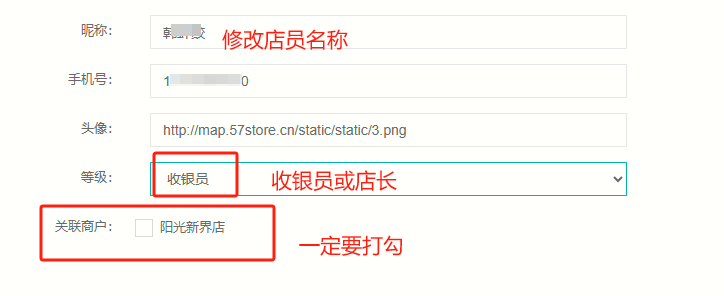 昵称：
修改店员名称
手机号： 1 0
头像： http://map.57store.cn/static/static/3.png
等级： 收银员 收银员或店长
关联商户： 阳光新界店
一定要打勾